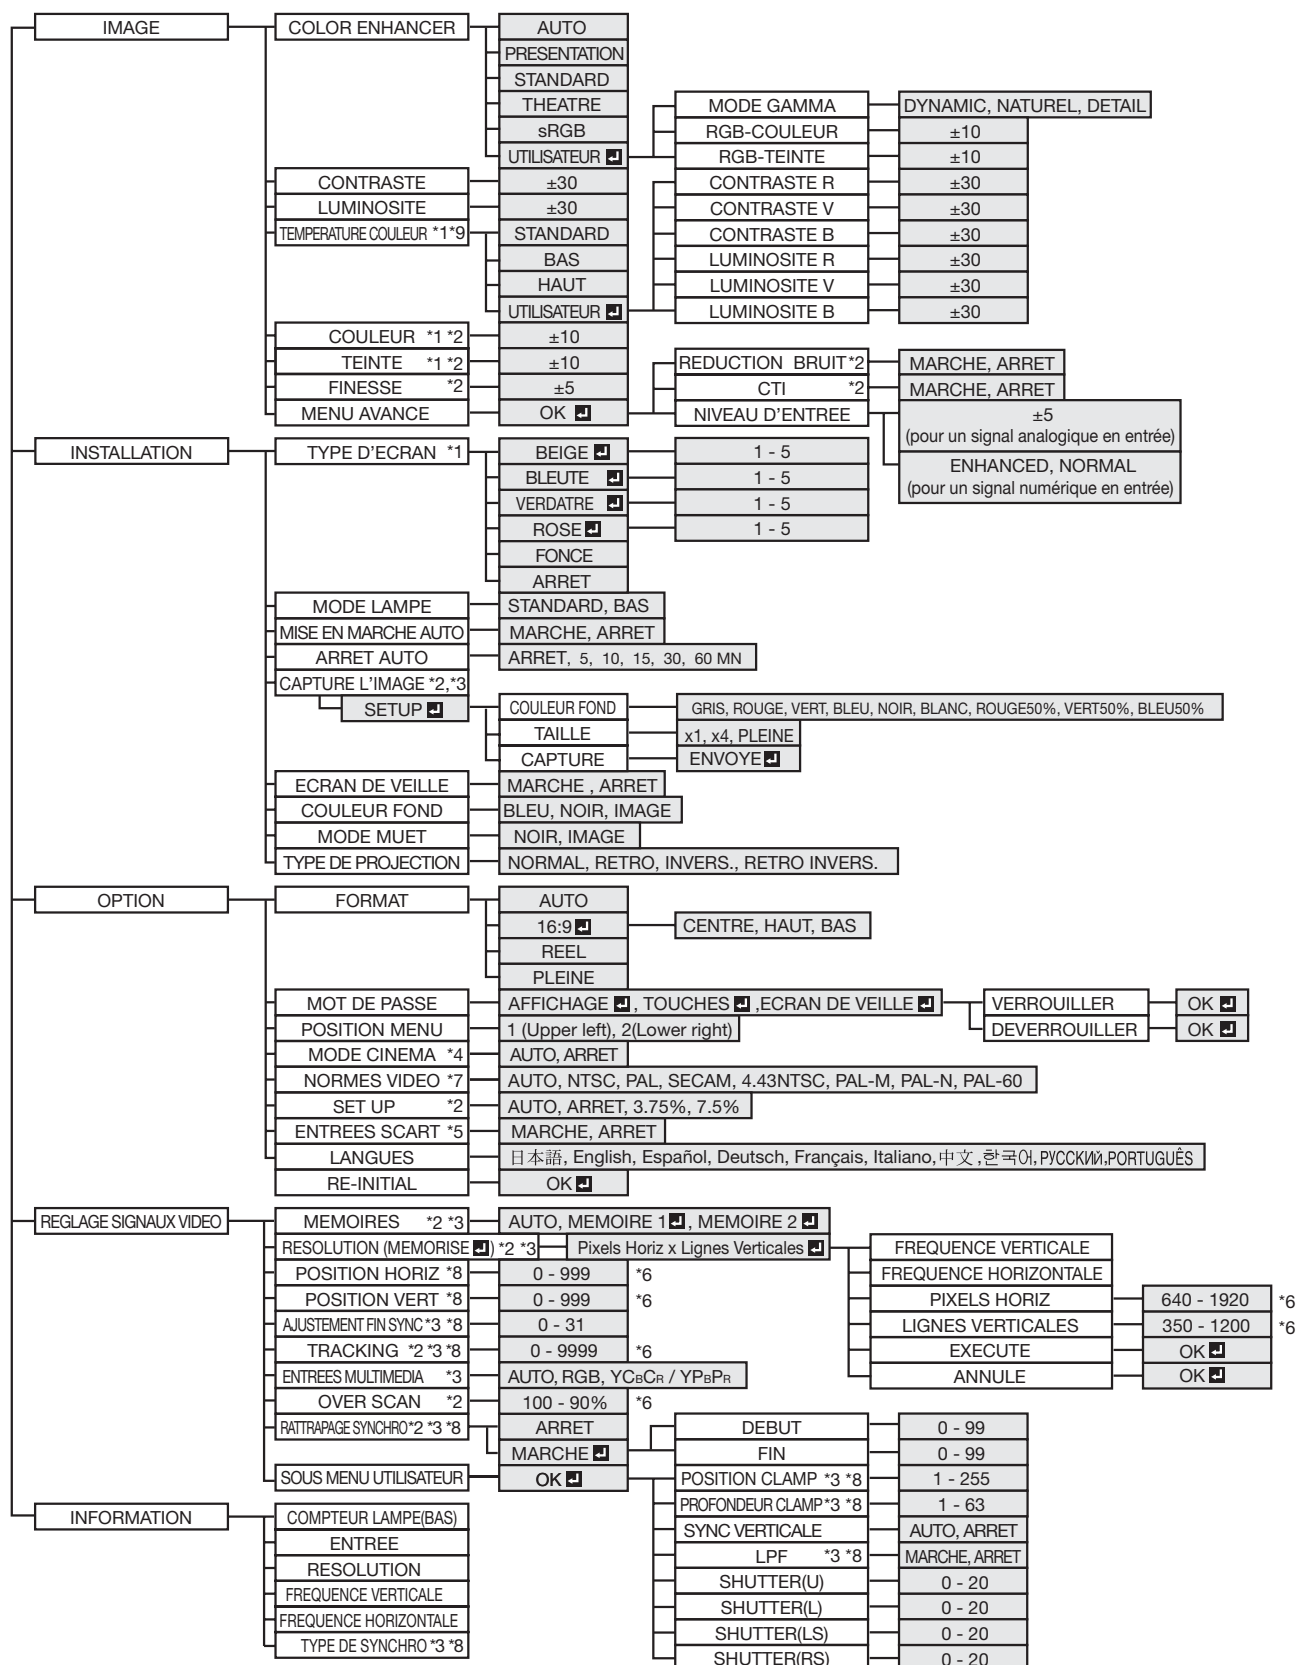 IMAGE COLOR ENHANCER AUTO
PRESENTATION
STANDARD
THEATRE MODE GAMMA DYNAMIC, NATUREL, DETAIL
sRGB RGB-COULEUR ±10
UTILISATEUR RGB-TEINTE ±10
CONTRASTE ±30 CONTRASTE R ±30
LUMINOSITE ±30 CONTRASTE V ±30
TEMPERATURE COULEUR *1*9 STANDARD CONTRASTE B ±30
BAS LUMINOSITE R ±30
HAUT LUMINOSITE V ±30
UTILISATEUR LUMINOSITE B ±30
COULEUR *1 *2 ±10
TEINTE *1 *2 ±10 REDUCTION BRUIT*2 MARCHE, ARRET
FINESSE *2 ±5 CTI *2 MARCHE, ARRET
MENU AVANCE OK NIVEAU D'ENTREE ±5
(pour un signal analogique en entrée)
ENHANCED, NORMAL
(pour un signal numérique en entrée)
INSTALLATION TYPE D'ECRAN *1 BEIGE 1 - 5
BLEUTE 1 - 5
VERDATRE 1 - 5
ROSE 1 - 5
FONCE
ARRET
MODE LAMPE STANDARD, BAS
MISE EN MARCHE AUTO MARCHE, ARRET
ARRET AUTO ARRET, 5, 10, 15, 30, 60 MN
CAPTURE L'IMAGE *2,*3
SETUP COULEUR FOND GRIS, ROUGE, VERT, BLEU, NOIR, BLANC, ROUGE50%, VERT50%, BLEU50%
TAILLE x1, x4, PLEINE
CAPTURE ENVOYE
ECRAN DE VEILLE MARCHE , ARRET
COULEUR FOND BLEU, NOIR, IMAGE
MODE MUET NOIR, IMAGE
TYPE DE PROJECTION NORMAL, RETRO, INVERS., RETRO INVERS.
OPTION FORMAT AUTO
16:9 CENTRE, HAUT, BAS
REEL
PLEINE
MOT DE PASSE AFFICHAGE , TOUCHES ,ECRAN DE VEILLE VERROUILLER OK
POSITION MENU 1 (Upper left), 2(Lower right) DEVERROUILLER OK
MODE CINEMA *4 AUTO, ARRET
NORMES VIDEO *7 AUTO, NTSC, PAL, SECAM, 4.43NTSC, PAL-M, PAL-N, PAL-60
SET UP *2 AUTO, ARRET, 3.75%, 7.5%
ENTREES SCART *5 MARCHE, ARRET
LANGUES 日本語, English, Español, Deutsch, Français, Italiano,中文,한국어, РУССКИЙ,PORTUGUÊS
RE-INITIAL OK
REGLAGE SIGNAUX VIDEO MEMOIRES *2 *3 AUTO, MEMOIRE 1 , MEMOIRE 2
RESOLUTION (MEMORISE ) *2 *3 Pixels Horiz x Lignes Verticales FREQUENCE VERTICALE
POSITION HORIZ *8 0 - 999 *6 FREQUENCE HORIZONTALE
POSITION VERT *8 0 - 999 *6 PIXELS HORIZ 640 - 1920 *6
AJUSTEMENT FIN SYNC *3 *8 0 - 31 LIGNES VERTICALES 350 - 1200 *6
TRACKING *2 *3 *8 0 - 9999 *6 EXECUTE OK
ENTREES MULTIMEDIA *3 AUTO, RGB, YCBCR / YPBPR ANNULE OK
OVER SCAN *2 100 - 90% *6
RATTRAPAGE SYNCHRO*2 *3 *8 ARRET DEBUT 0 - 99
MARCHE FIN 0 - 99
SOUS MENU UTILISATEUR OK POSITION CLAMP *3 *8 1 - 255
PROFONDEUR CLAMP*3 *8 1 - 63
INFORMATION COMPTEUR LAMPE(BAS) SYNC VERTICALE AUTO, ARRET
ENTREE LPF *3 *8 MARCHE, ARRET
RESOLUTION SHUTTER(U) 0 - 20
FREQUENCE VERTICALE SHUTTER(L) 0 - 20
FREQUENCE HORIZONTALE SHUTTER(LS) 0 - 20
TYPE DE SYNCHRO *3 *8 SHUTTER(RS) 0 - 20